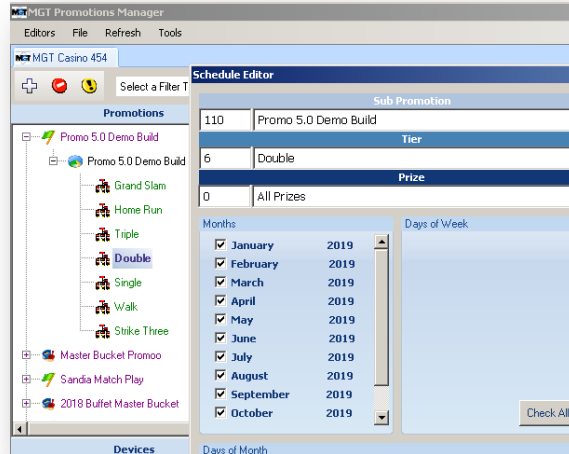 MGT MGT Promotions Manager
Editors File Refresh Tools
MGT MGT Casino 454
Select a Filter T
Promotions
Promo 5.0 Demo Build
Promo 5.0 Demo Build
Grand Slam
Home Run
Triple
Double
Single
Walk
Strike Three
Master Bucket Promoo
Sandia Match Play
2018 Buffet Master Bucket
Devices
Schedule Editor
Sub Promotion
110 Promo 5.0 Demo Build
Tier
6 Double
Prize
0 All Prizes
Months
January 2019
February 2019
March 2019
April 2019
May 2019
June 2019
July 2019
August 2019
September 2019
October 2019
Days of Week
Check All
Days of Month